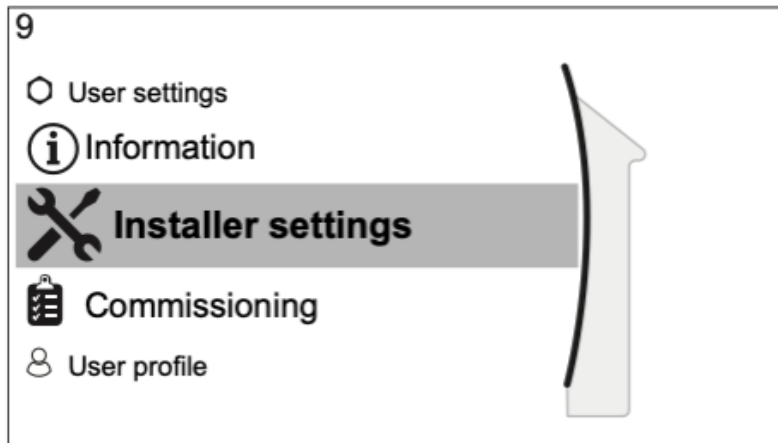 9
User settings
Information
Installer settings
Commissioning
User profile